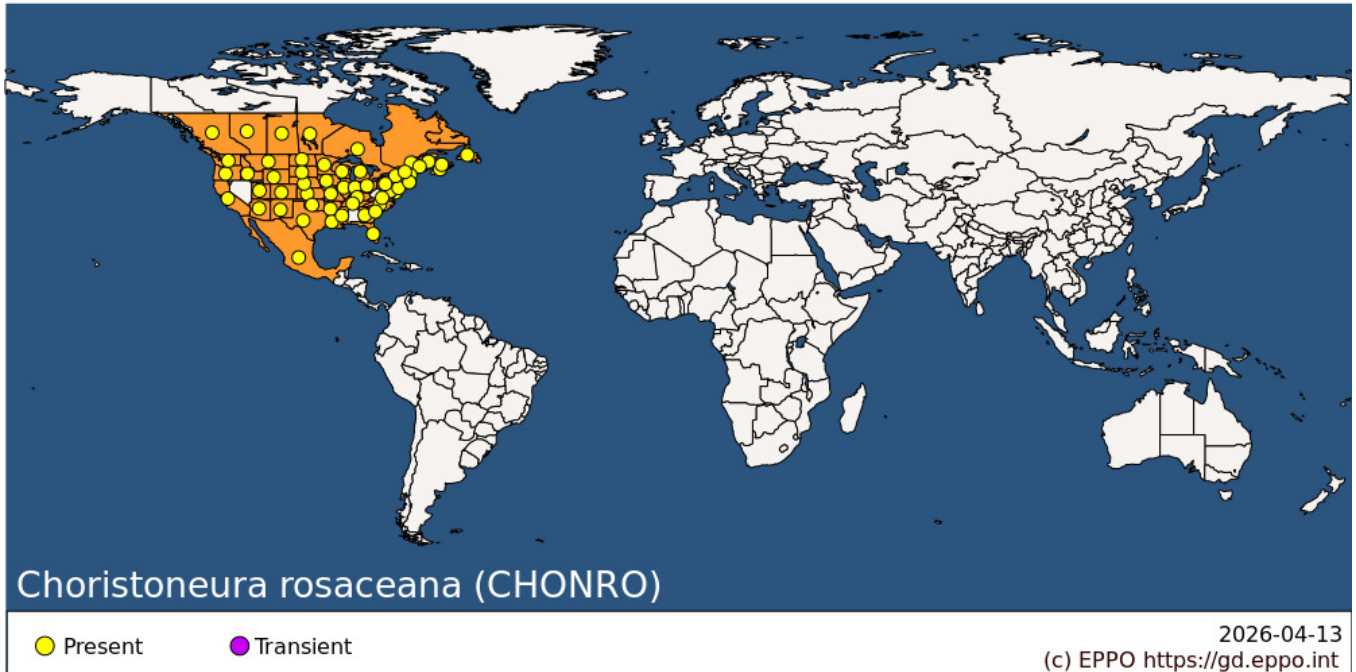 Choristoneura rosaceana (CHONRO)
Present
Transient
2026-04-13
(c) EPPO https://gd.eppo.int